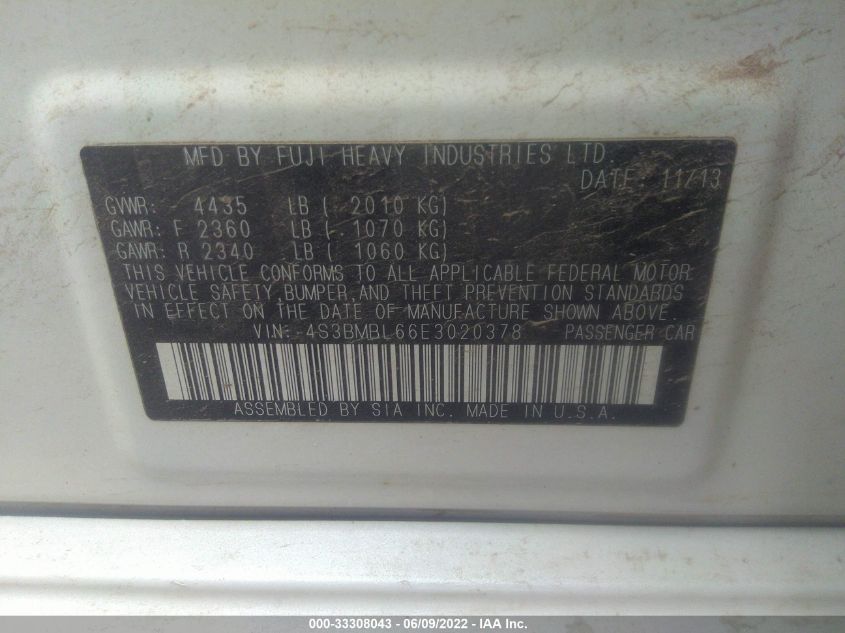 MFD BY FUJI HEAVY INDUSTRIES LTD.
DATE: 11/13
GVWR: 4435 LB ( 2010 KG)
GAWR: F 2360 LB ( 1070 KG)
GAWR: R 2340 LB ( 1060 KG)
THIS VEHICLE CONFORMS TO ALL APPLICABLE FEDERAL MOTOR
VEHICLE SAFETY,BUMPER,AND THEFT PREVENTION STANDARDS
IN EFFECT ON THE DATE OF MANUFACTURE SHOWN ABOVE.
VIN: 4S3BMBL66E3020378 PASSENGER CAR
ASSEMBLED BY SIA INC. MADE IN U.S.A.
000-33308043 - 06/09/2022 - IAA Inc.